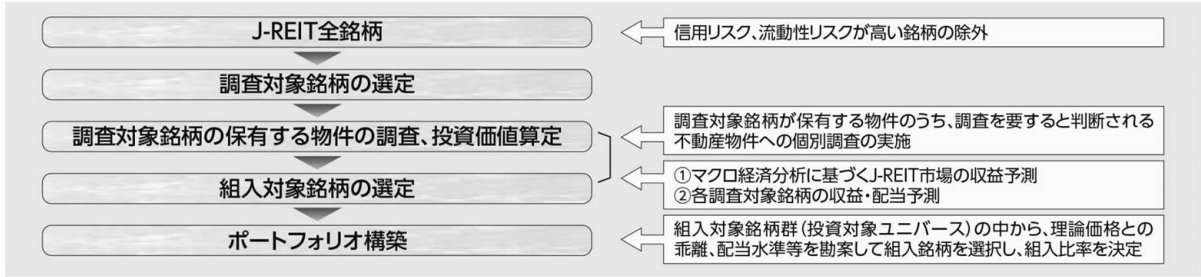 J-REIT全銘柄
信用リスク、流動性リスクが高い銘柄の除外
調査対象銘柄の選定
調査対象銘柄の保有する物件の調査、投資価値算定
調査対象銘柄が保有する物件のうち、調査を要すると判断される
不動産物件への個別調査の実施
組入対象銘柄の選定
①マクロ経済分析に基づくJ-REIT市場の収益予測
②各調査対象銘柄の収益・配当予測
ポートフォリオ構築
組入対象銘柄群(投資対象ユニバース)の中から、理論価格との
乖離、配当水準等を勘案して組入銘柄を選択し、組入比率を決定